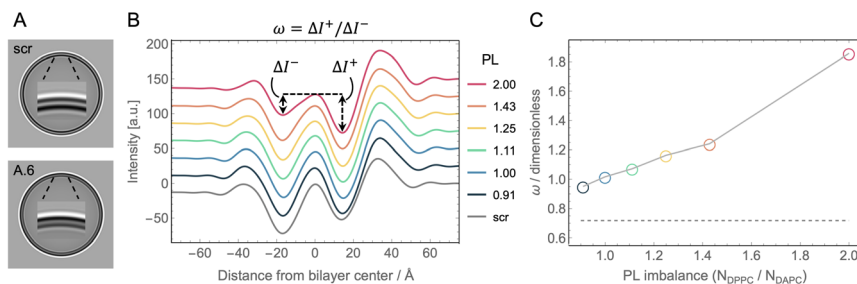 A
scr
A.6
B
ω = ΔI⁺/ΔI⁻
ΔI⁻
ΔI⁺
Intensity [a.u.]
200
150
100
50
0
−50
−60 −40 −20 0 20 40 60
Distance from bilayer center / Å
PL
2.00
1.43
1.25
1.11
1.00
0.91
scr
C
ω / dimensionless
1.8
1.6
1.4
1.2
1.0
0.8
0.6
1.0 1.2 1.4 1.6 1.8 2.0
PL imbalance (N_DPPC / N_DAPC)